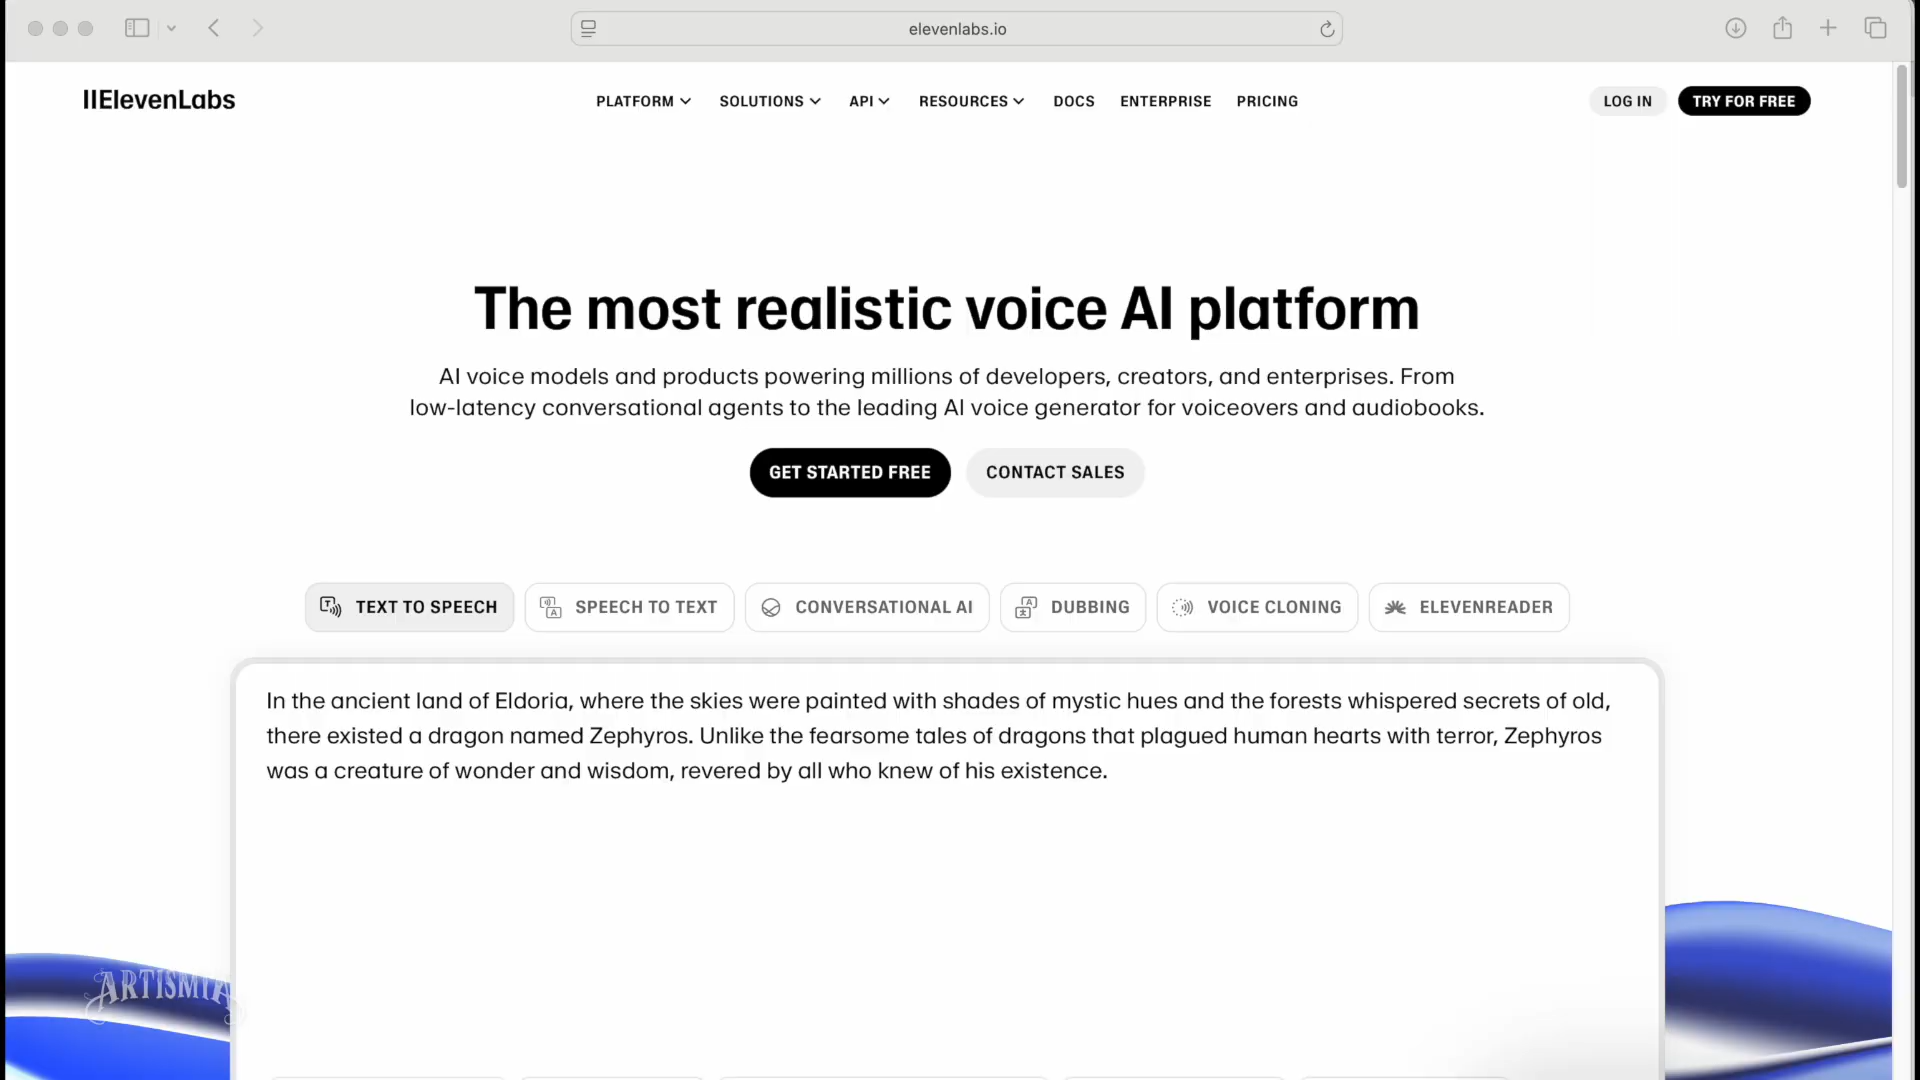 elevenlabs.io
IIElevenLabs
PLATFORM
SOLUTIONS
API
RESOURCES
DOCS
ENTERPRISE
PRICING
LOG IN
TRY FOR FREE
The most realistic voice AI platform
AI voice models and products powering millions of developers, creators, and enterprises. From
low-latency conversational agents to the leading AI voice generator for voiceovers and audiobooks.
GET STARTED FREE
CONTACT SALES
TEXT TO SPEECH
SPEECH TO TEXT
CONVERSATIONAL AI
DUBBING
VOICE CLONING
ELEVENREADER
In the ancient land of Eldoria, where the skies were painted with shades of mystic hues and the forests whispered secrets of old,
there existed a dragon named Zephyros. Unlike the fearsome tales of dragons that plagued human hearts with terror, Zephyros
was a creature of wonder and wisdom, revered by all who knew of his existence.
ARTISMIA